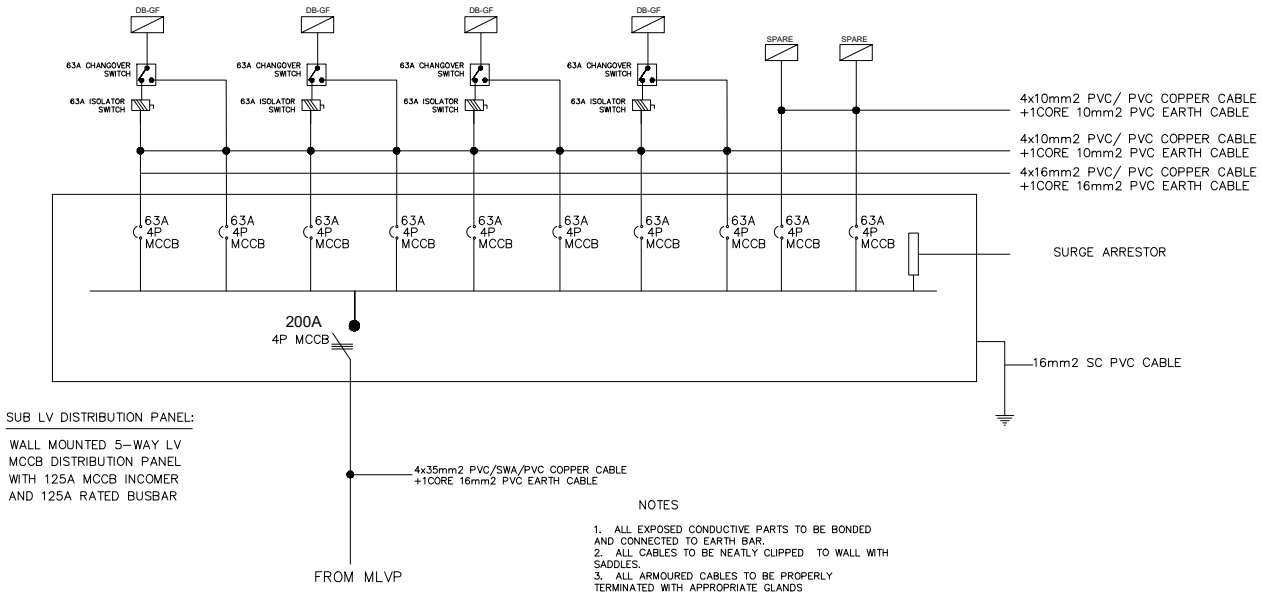 DB-GF
DB-GF
DB-GF
DB-GF
SPARE
SPARE
63A CHANGOVER
SWITCH
63A CHANGOVER
SWITCH
63A CHANGOVER
SWITCH
63A CHANGOVER
SWITCH
63A ISOLATOR
SWITCH
63A ISOLATOR
SWITCH
63A ISOLATOR
SWITCH
63A ISOLATOR
SWITCH
4x10mm2 PVC/ PVC COPPER CABLE
+1CORE 10mm2 PVC EARTH CABLE
4x10mm2 PVC/ PVC COPPER CABLE
+1CORE 10mm2 PVC EARTH CABLE
4x16mm2 PVC/ PVC COPPER CABLE
+1CORE 16mm2 PVC EARTH CABLE
63A
4P
MCCB
63A
4P
MCCB
63A
4P
MCCB
63A
4P
MCCB
63A
4P
MCCB
63A
4P
MCCB
63A
4P
MCCB
63A
4P
MCCB
63A
4P
MCCB
63A
4P
MCCB
SURGE ARRESTOR
200A
4P MCCB
16mm2 SC PVC CABLE
SUB LV DISTRIBUTION PANEL:
WALL MOUNTED 5-WAY LV
MCCB DISTRIBUTION PANEL
WITH 125A MCCB INCOMER
AND 125A RATED BUSBAR
4x35mm2 PVC/SWA/PVC COPPER CABLE
+1CORE 16mm2 PVC EARTH CABLE
FROM MLVP
NOTES
1. ALL EXPOSED CONDUCTIVE PARTS TO BE BONDED
AND CONNECTED TO EARTH BAR.
2. ALL CABLES TO BE NEATLY CLIPPED TO WALL WITH
SADDLES.
3. ALL ARMOURED CABLES TO BE PROPERLY
TERMINATED WITH APPROPRIATE GLANDS